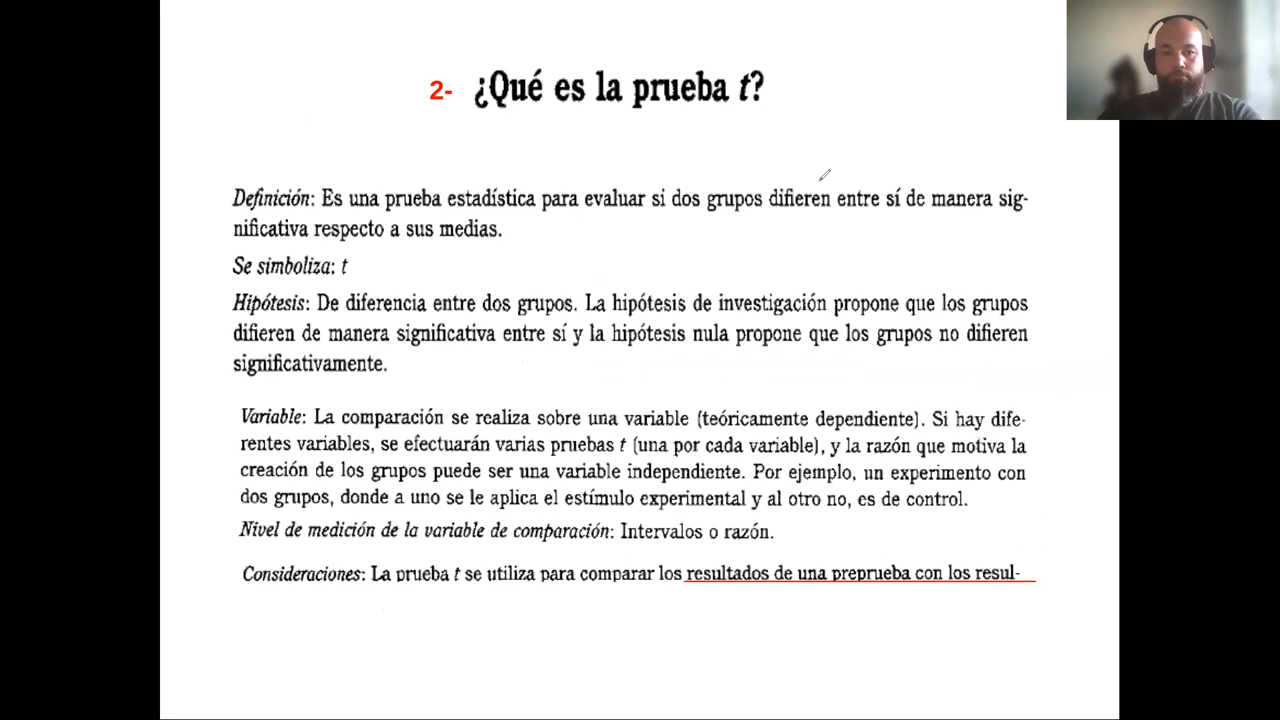 2- ¿Qué es la prueba t?
Definición: Es una prueba estadística para evaluar si dos grupos difieren entre sí de manera sig-
nificativa respecto a sus medias.
Se simboliza: t
Hipótesis: De diferencia entre dos grupos. La hipótesis de investigación propone que los grupos
difieren de manera significativa entre sí y la hipótesis nula propone que los grupos no difieren
significativamente.
Variable: La comparación se realiza sobre una variable (teóricamente dependiente). Si hay dife-
rentes variables, se efectuarán varias pruebas t (una por cada variable), y la razón que motiva la
creación de los grupos puede ser una variable independiente. Por ejemplo, un experimento con
dos grupos, donde a uno se le aplica el estímulo experimental y al otro no, es de control.
Nivel de medición de la variable de comparación: Intervalos o razón.
Consideraciones: La prueba t se utiliza para comparar los resultados de una preprueba con los resul-